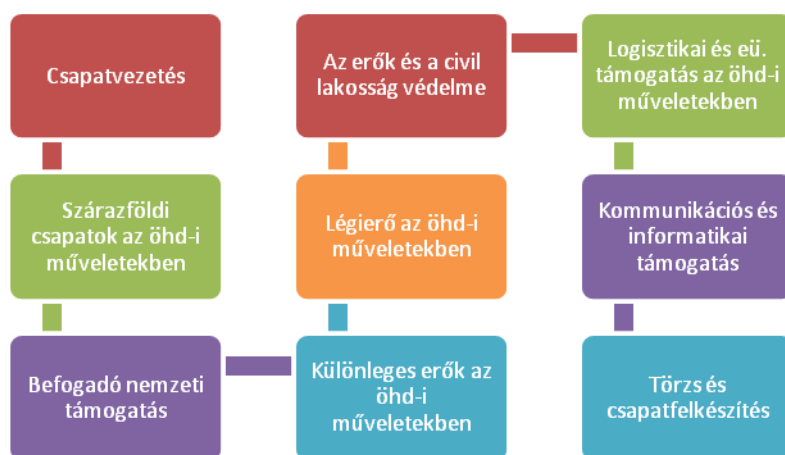 Csapatvezetés
Szárazföldi
csapatok az öhd-i
műveletekben
Befogadó nemzeti
támogatás
Különleges erők az
öhd-i
műveletekben
Légierő az öhd-i
műveletekben
Az erők és a civil
lakosság védelme
Logisztikai és eü.
támogatás az öhd-i
műveletekben
Kommunikációs és
informatikai
támogatás
Törzs és
csapatfelkészítés